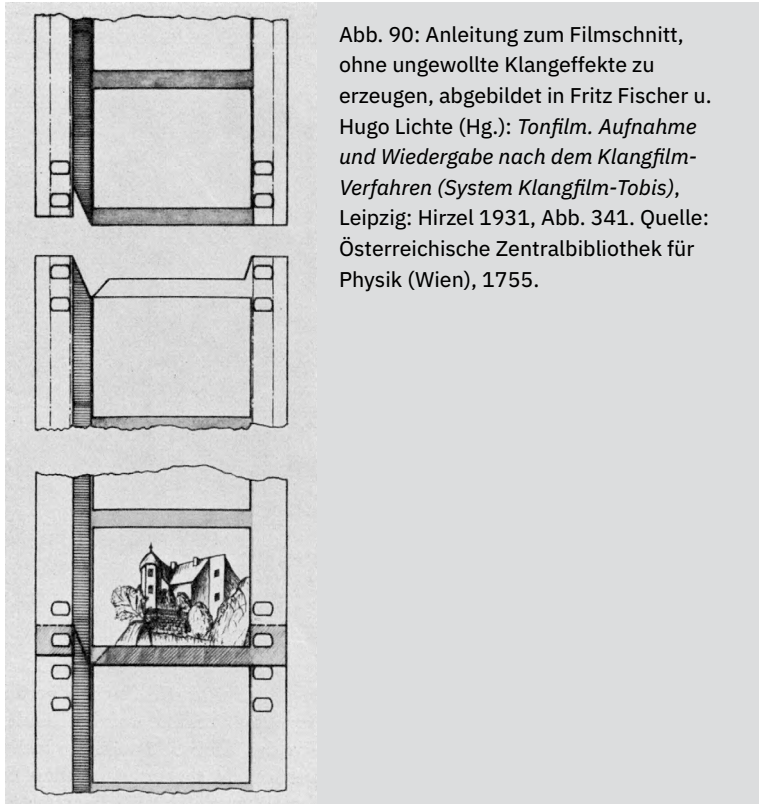 Abb. 90: Anleitung zum Filmschnitt,
ohne ungewollte Klangeffekte zu
erzeugen, abgebildet in Fritz Fischer u.
Hugo Lichte (Hg.): Tonfilm. Aufnahme
und Wiedergabe nach dem Klangfilm-
Verfahren (System Klangfilm-Tobis),
Leipzig: Hirzel 1931, Abb. 341. Quelle:
Österreichische Zentralbibliothek für
Physik (Wien), 1755.